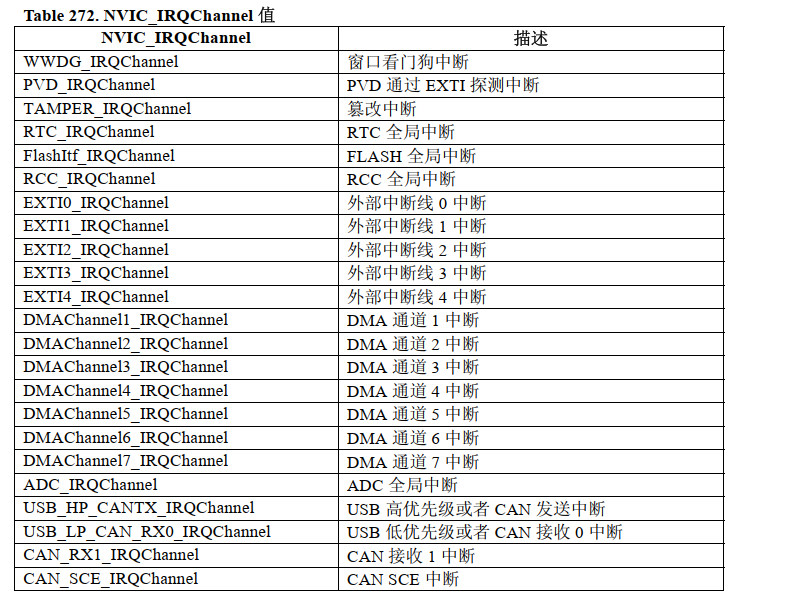 Table 272. NVIC_IRQChannel 值
NVIC_IRQChannel 描述
WWDG_IRQChannel 窗口看门狗中断
PVD_IRQChannel PVD 通过 EXTI 探测中断
TAMPER_IRQChannel 篡改中断
RTC_IRQChannel RTC 全局中断
FlashItf_IRQChannel FLASH 全局中断
RCC_IRQChannel RCC 全局中断
EXTI0_IRQChannel 外部中断线 0 中断
EXTI1_IRQChannel 外部中断线 1 中断
EXTI2_IRQChannel 外部中断线 2 中断
EXTI3_IRQChannel 外部中断线 3 中断
EXTI4_IRQChannel 外部中断线 4 中断
DMAChannel1_IRQChannel DMA 通道 1 中断
DMAChannel2_IRQChannel DMA 通道 2 中断
DMAChannel3_IRQChannel DMA 通道 3 中断
DMAChannel4_IRQChannel DMA 通道 4 中断
DMAChannel5_IRQChannel DMA 通道 5 中断
DMAChannel6_IRQChannel DMA 通道 6 中断
DMAChannel7_IRQChannel DMA 通道 7 中断
ADC_IRQChannel ADC 全局中断
USB_HP_CANTX_IRQChannel USB 高优先级或者 CAN 发送中断
USB_LP_CAN_RX0_IRQChannel USB 低优先级或者 CAN 接收 0 中断
CAN_RX1_IRQChannel CAN 接收 1 中断
CAN_SCE_IRQChannel CAN SCE 中断